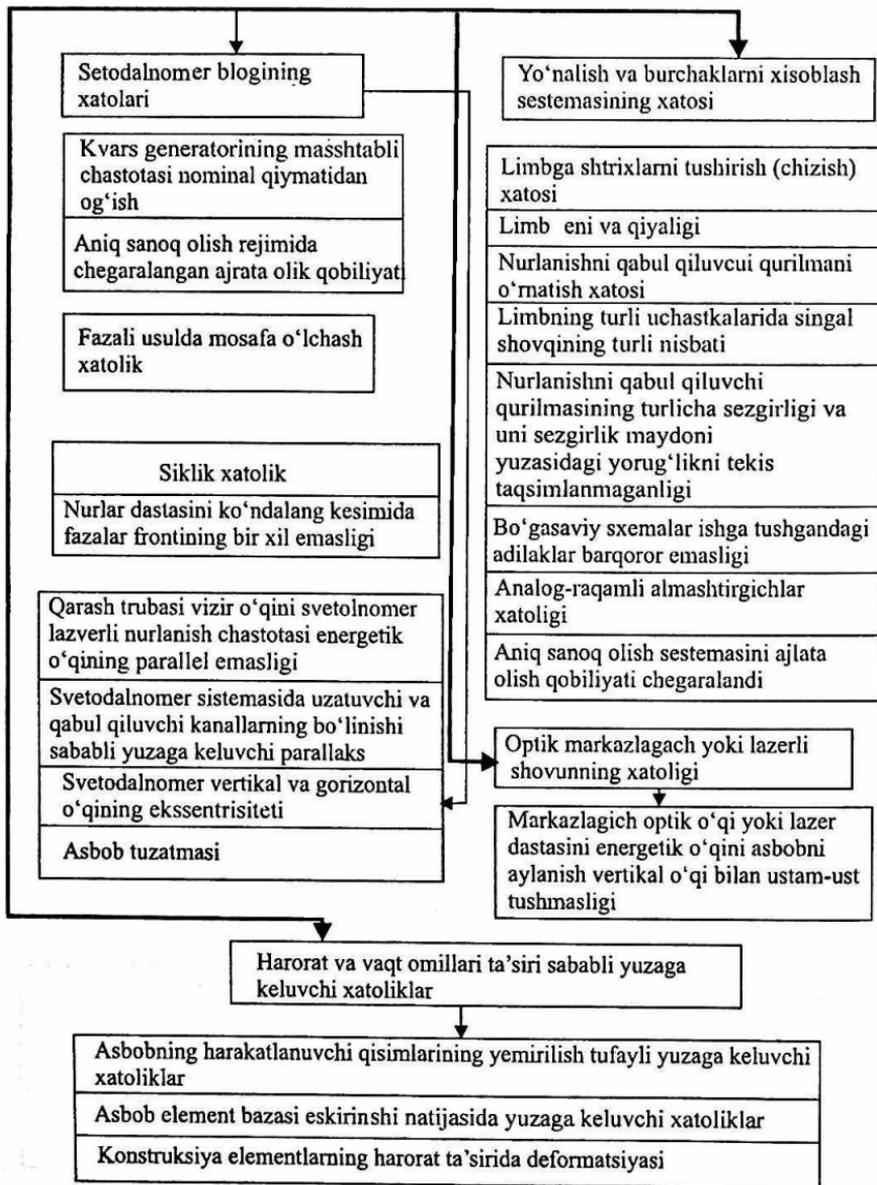 Setodalnomer blogining
xatolari
Kvars generatorining masshtabli
chastotasi nominal qiymatidan
og‘ish
Aniq sanoq olish rejimida
chegaralangan ajrata olik qobiliyati
Fazali usulda mosafa o‘lchash
xatolik
Siklik xatolik
Nurlar dastasini ko‘ndalang kesimida
fazalar frontining bir xil emasligi
Qarash trubasi vizir o‘qini svetolnomer
lazverli nurlanish chastotasi energetik
o‘qining parallel emasligi
Svetodalnomer sistemasida uzatuvchi va
qabul qiluvchi kanallarning bo‘linishi
sababli yuzaga keluvchi parallaks
Svetodalnomer vertikal va gorizontal
o‘qining ekssentrisiteti
Asbob tuzatmasi
Yo‘nalish va burchaklarni xisoblash
sestemasining xatosi
Limbga shtrixlarni tushirish (chizish)
xatosi
Limb eni va qiyaligi
Nurlanishni qabul qiluvcui qurilmani
o‘rnatish xatosi
Limbning turli uchastkalarida singal
shovqining turli nisbati
Nurlanishni qabul qiluvchi
qurilmasining turlicha sezgirligi va
uni sezgirlik maydoni
yuzasidagi yorug‘likni tekis
taqsimlanmaganligi
Bo‘gasaviy sxemalar ishga tushgandagi
adilaklar barqoror emasligi
Analog-raqamli almashtirgichlar
xatoligi
Aniq sanoq olish sestemasini ajlata
olish qobiliyati chegaralandi
Optik markazlagach yoki lazerli
shovunning xatoligi
Markazlagich optik o‘qi yoki lazer
dastasini energetik o‘qini asbobni
aylanish vertikal o‘qi bilan ustam-ust
tushmasligi
Harorat va vaqt omillari ta’siri sababli yuzaga
keluvchi xatoliklar
Asbobning harakatlanuvchi qisimlarining yemirilish tufayli yuzaga keluvchi
xatoliklar
Asbob element bazasi eskirinshi natijasida yuzaga keluvchi xatoliklar
Konstruksiya elementlarning harorat ta’sirida deformatsiyasi